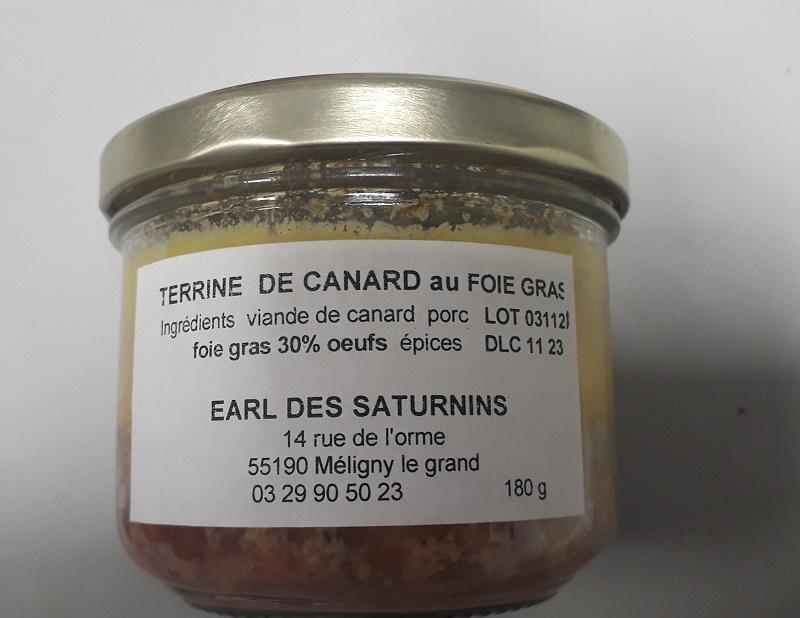 TERRINE DE CANARD au FOIE GRAS
Ingrédients viande de canard porc LOT
foie gras 30% oeufs épices DLC 11 23
EARL DES SATURNINS
14 rue de l'orme
55190 Méligny le grand
03 29 90 50 23 180 g